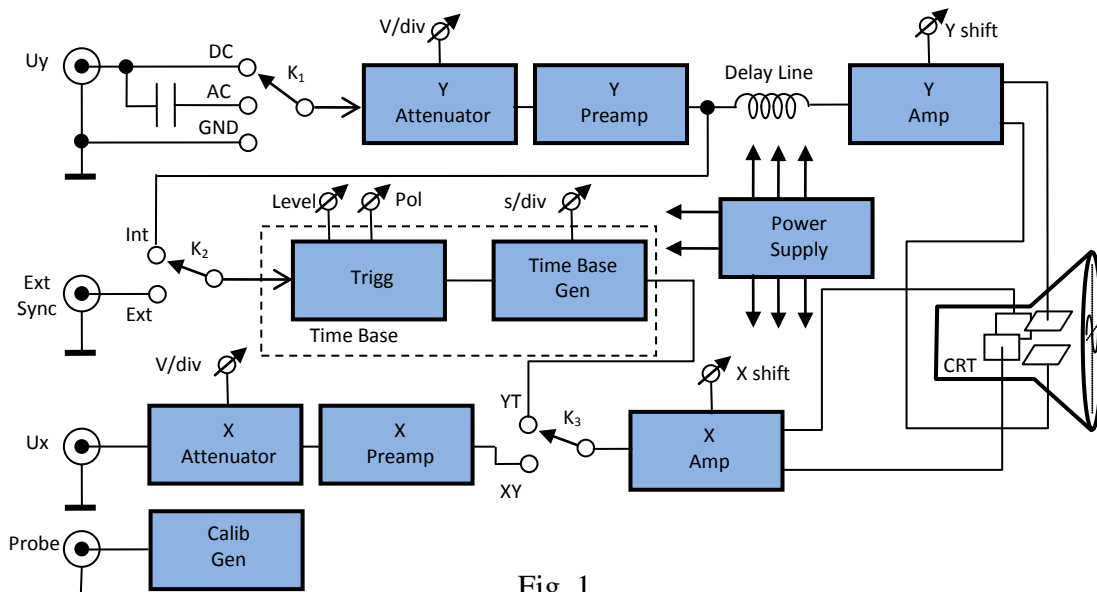 V/div
Y shift
Uy
DC
K1
AC
GND
Y
Attenuator
Y
Preamp
Delay Line
Y
Amp
Level
Pol
s/div
Int
K2
Trigg
Time Base
Gen
Power
Supply
Ext
Sync
Ext
Time Base
CRT
V/div
X shift
YT
K3
Ux
X
Attenuator
X
Preamp
XY
X
Amp
Probe
Calib
Gen
Fig. 1